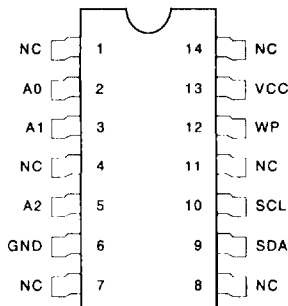 NC 1 14 NC
A0 2 13 VCC
A1 3 12 WP
NC 4 11 NC
A2 5 10 SCL
GND 6 9 SDA
NC 7 8 NC